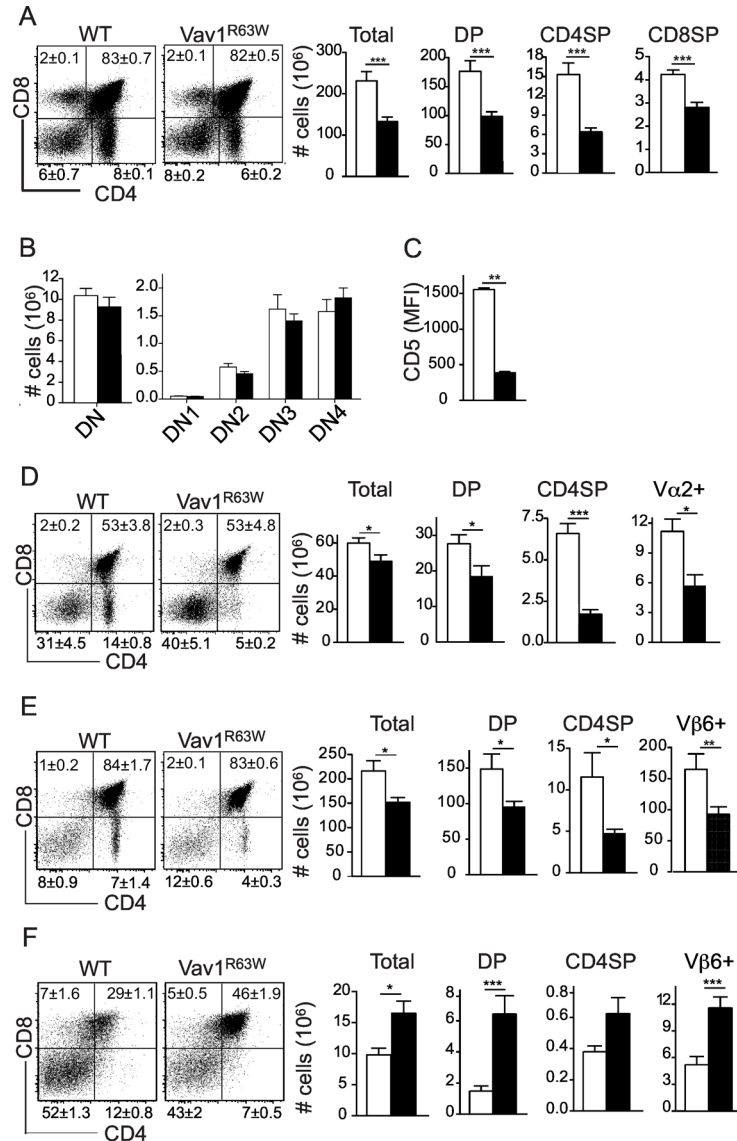 A
WT
Vav1R63W
Total
DP
CD4SP
CD8SP
2±0.1
83±0.7
2±0.1
82±0.5
CD8
6±0.7
8±0.1
8±0.2
6±0.2
CD4
# cells (10⁶)
300
200
100
0
***
200
150
100
50
0
***
18
15
12
9
6
3
0
***
5
4
3
2
1
0
***
B
# cells (10⁶)
12
10
8
6
4
2
0
DN
2.0
1.5
1.0
0.5
0.0
DN1
DN2
DN3
DN4
C
CD5 (MFI)
1500
1000
500
0
**
D
WT
Vav1R63W
Total
DP
CD4SP
Vα2+
2±0.2
53±3.8
2±0.3
53±4.8
CD8
31±4.5
14±0.8
40±5.1
5±0.2
CD4
# cells (10⁶)
60
40
20
0
*
30
20
10
0
*
7.5
5.0
2.5
0.0
***
12
9
6
3
0
*
E
WT
Vav1R63W
Total
DP
CD4SP
Vβ6+
1±0.2
84±1.7
2±0.1
83±0.6
CD8
8±0.9
7±1.4
12±0.6
4±0.3
CD4
# cells (10⁶)
250
200
150
100
50
0
*
150
100
50
0
*
15
10
5
0
*
200
150
100
50
0
**
F
WT
Vav1R63W
Total
DP
CD4SP
Vβ6+
7±1.6
29±1.1
5±0.5
46±1.9
CD8
52±1.3
12±0.8
43±2
7±0.5
CD4
# cells (10⁶)
20
15
10
5
0
*
8
6
4
2
0
***
0.8
0.6
0.4
0.2
0.0
12
9
6
3
0
***